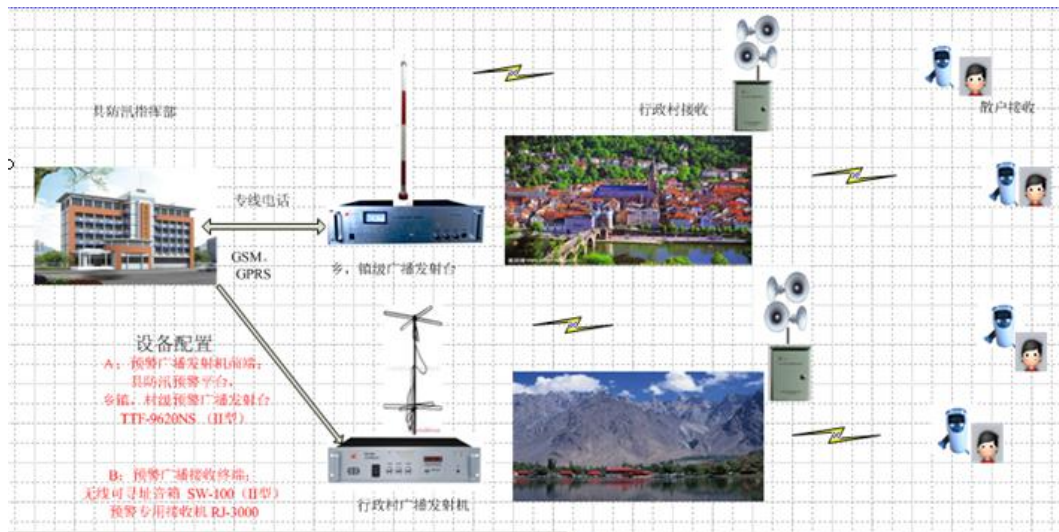 县防汛指挥部
行政村接收
散户接收
专线电话
GSM、
GPRS
乡，镇级广播发射台
设备配置
A：预警广播发射机前端：
县防汛预警平台，
乡镇、村级预警广播发射台
TTF-9620NS （II型）
B：预警广播接收终端：
无线可寻址音箱 SW-100（II型）
预警专用接收机 RJ-3000
行政村广播发射机